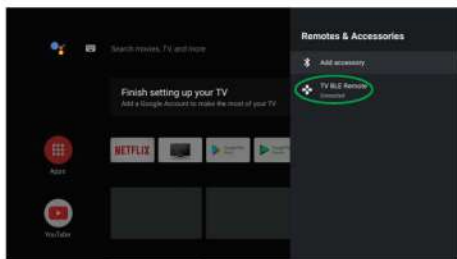 Remotes & Accessories
Search movies, TV, and more
Add accessory
TV BLE Remote
Connected
Finish setting up your TV
Add a Google Account to make the most of your TV
NETFLIX
Apps
YouTube